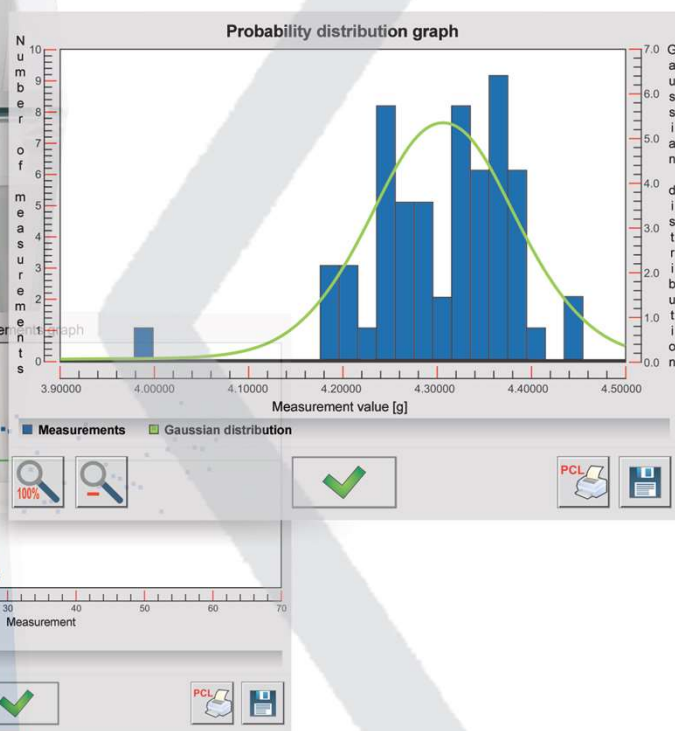 Probability distribution graph
Number of measurements
10
9
8
7
6
5
4
3
2
1
0
7.0
6.0
5.0
4.0
3.0
2.0
1.0
0.0
Gaussian distribution
3.90000 4.00000 4.10000 4.20000 4.30000 4.40000 4.50000
Measurement value [g]
Measurements Gaussian distribution
100%
PCL
graph
30 40 50 60 70
Measurement
PCL